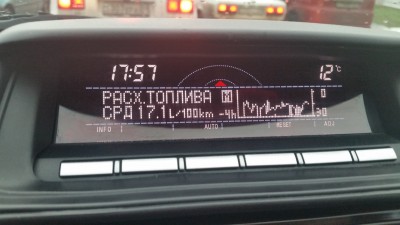 17:57 12°C
РАСХ.ТОПЛИВА 0
СРД 17.1L/100km -4h 30
INFO AUTO RESET ADJ